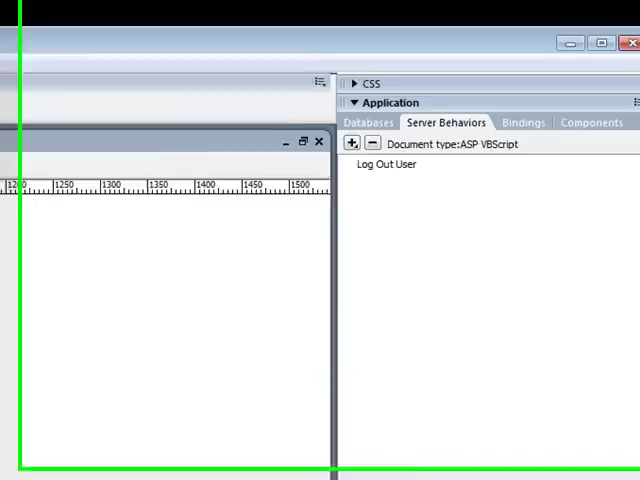 CSS
Application
Databases Server Behaviors Bindings Components
Document type:ASP VBScript
Log Out User
1250 1300 1350 1400 1450 1500